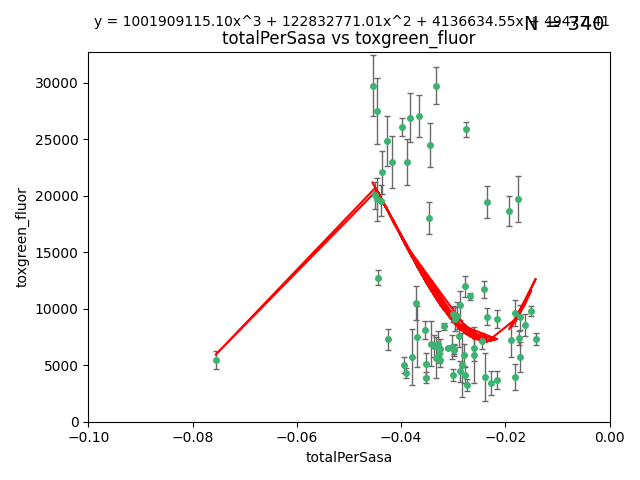 y = 1001909115.10x^3 + 122832771.01x^2 + 4136634.55x +
N = 340
totalPerSasa vs toxgreen_fluor
30000
25000
20000
15000
10000
5000
0
toxgreen_fluor
−0.10
−0.08
−0.06
−0.04
−0.02
0.00
totalPerSasa